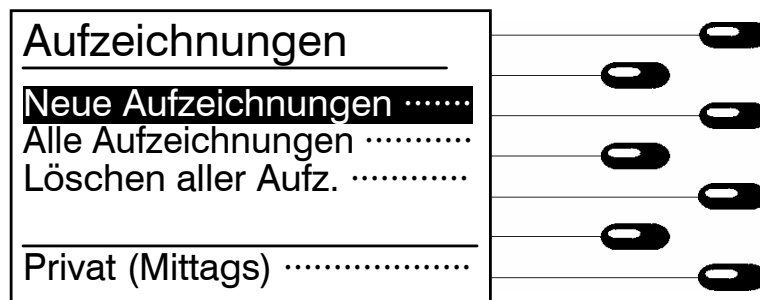 Aufzeichnungen
Neue Aufzeichnungen ·······
Alle Aufzeichnungen ···········
Löschen aller Aufz. ············
Privat (Mittags) ···················